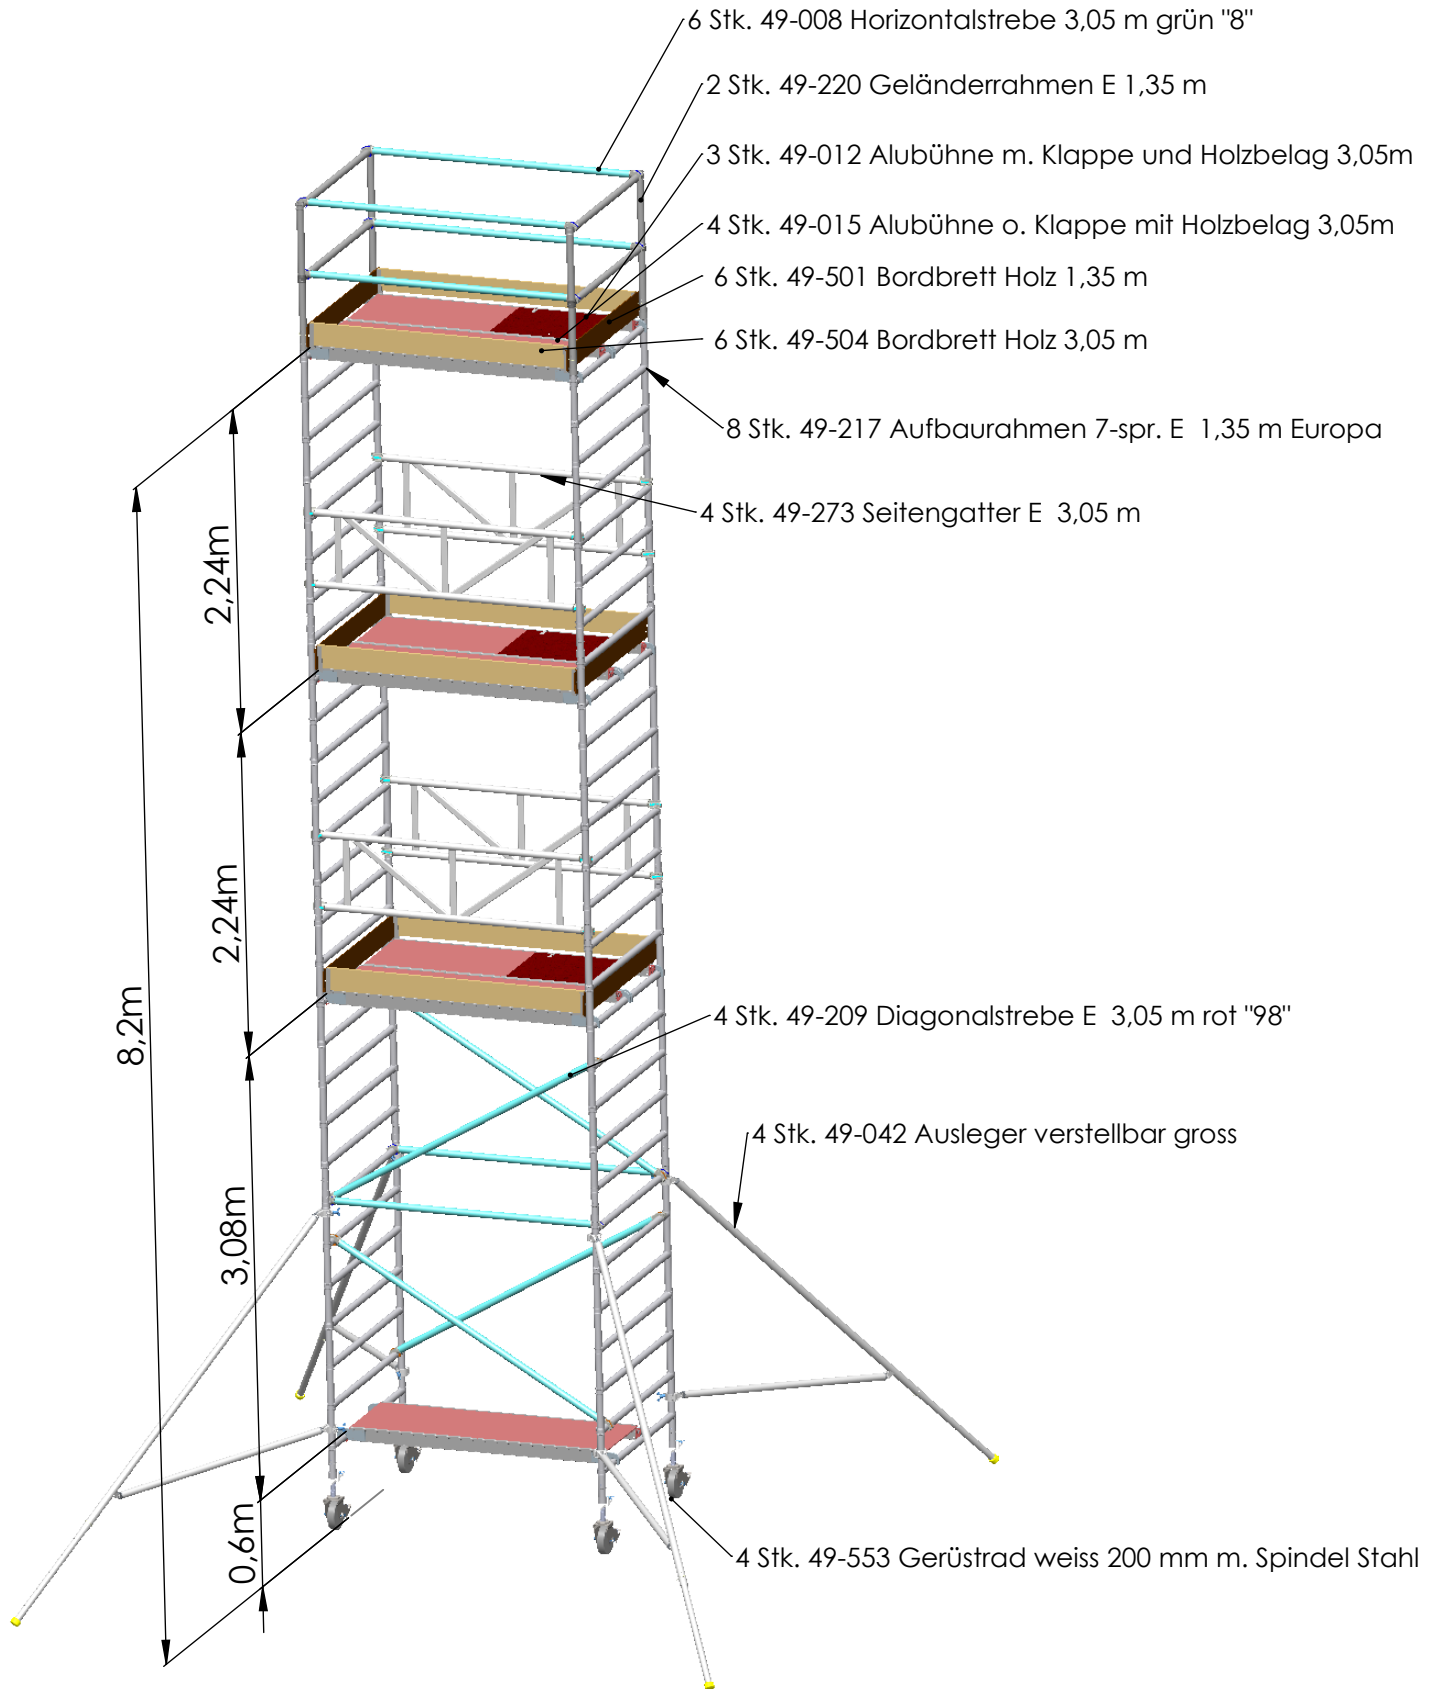 6 Stk. 49-008 Horizontalstrebe 3,05 m grün "8"
2 Stk. 49-220 Geländerrahmen E 1,35 m
3 Stk. 49-012 Alubühne m. Klappe und Holzbelag 3,05m
4 Stk. 49-015 Alubühne o. Klappe mit Holzbelag 3,05m
6 Stk. 49-501 Bordbrett Holz 1,35 m
6 Stk. 49-504 Bordbrett Holz 3,05 m
8 Stk. 49-217 Aufbaurahmen 7-spr. E 1,35 m Europa
4 Stk. 49-273 Seitengatter E 3,05 m
2,24m
2,24m
8,2m
4 Stk. 49-209 Diagonalstrebe E 3,05 m rot "98"
4 Stk. 49-042 Ausleger verstellbar gross
3,08m
0,6m
4 Stk. 49-553 Gerüstrad weiss 200 mm m. Spindel Stahl